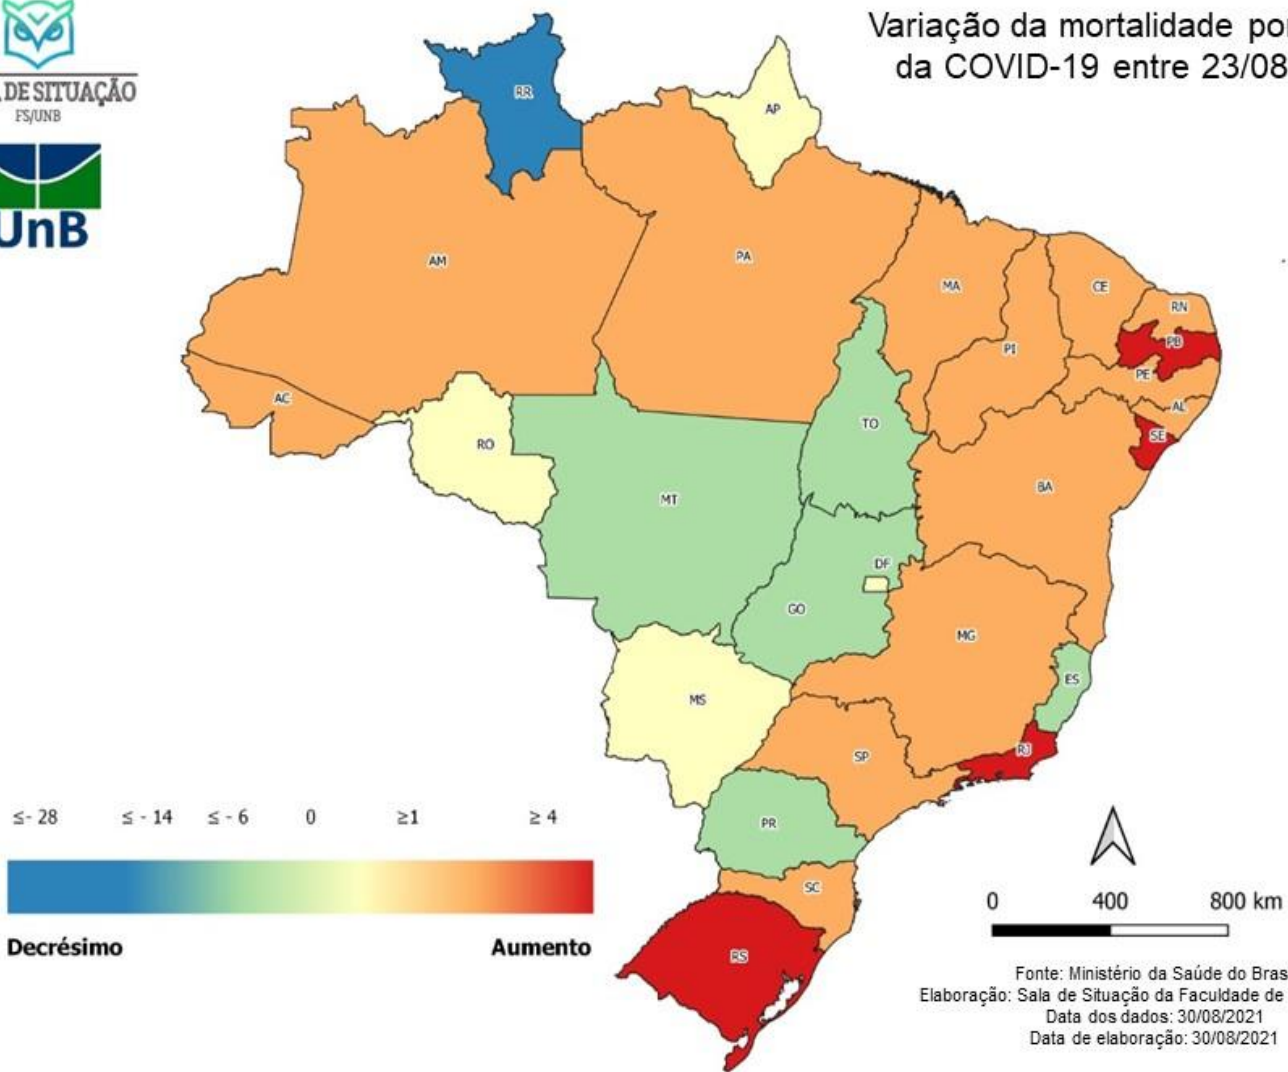 DE SITUAÇÃO
FS/UNB
UnB
Variação da mortalidade por
da COVID-19 entre 23/08
RR
AP
AM
PA
MA
CE
RN
PI
PB
PE
AC
AL
TO
SE
RO
BA
MT
DF
GO
MG
ES
MS
RJ
SP
PR
SC
RS
≤- 28 ≤ - 14 ≤ - 6 0 ≥1 ≥ 4
Decréscimo Aumento
0 400 800 km
Fonte: Ministério da Saúde do Bras
Elaboração: Sala de Situação da Faculdade de
Data dos dados: 30/08/2021
Data de elaboração: 30/08/2021